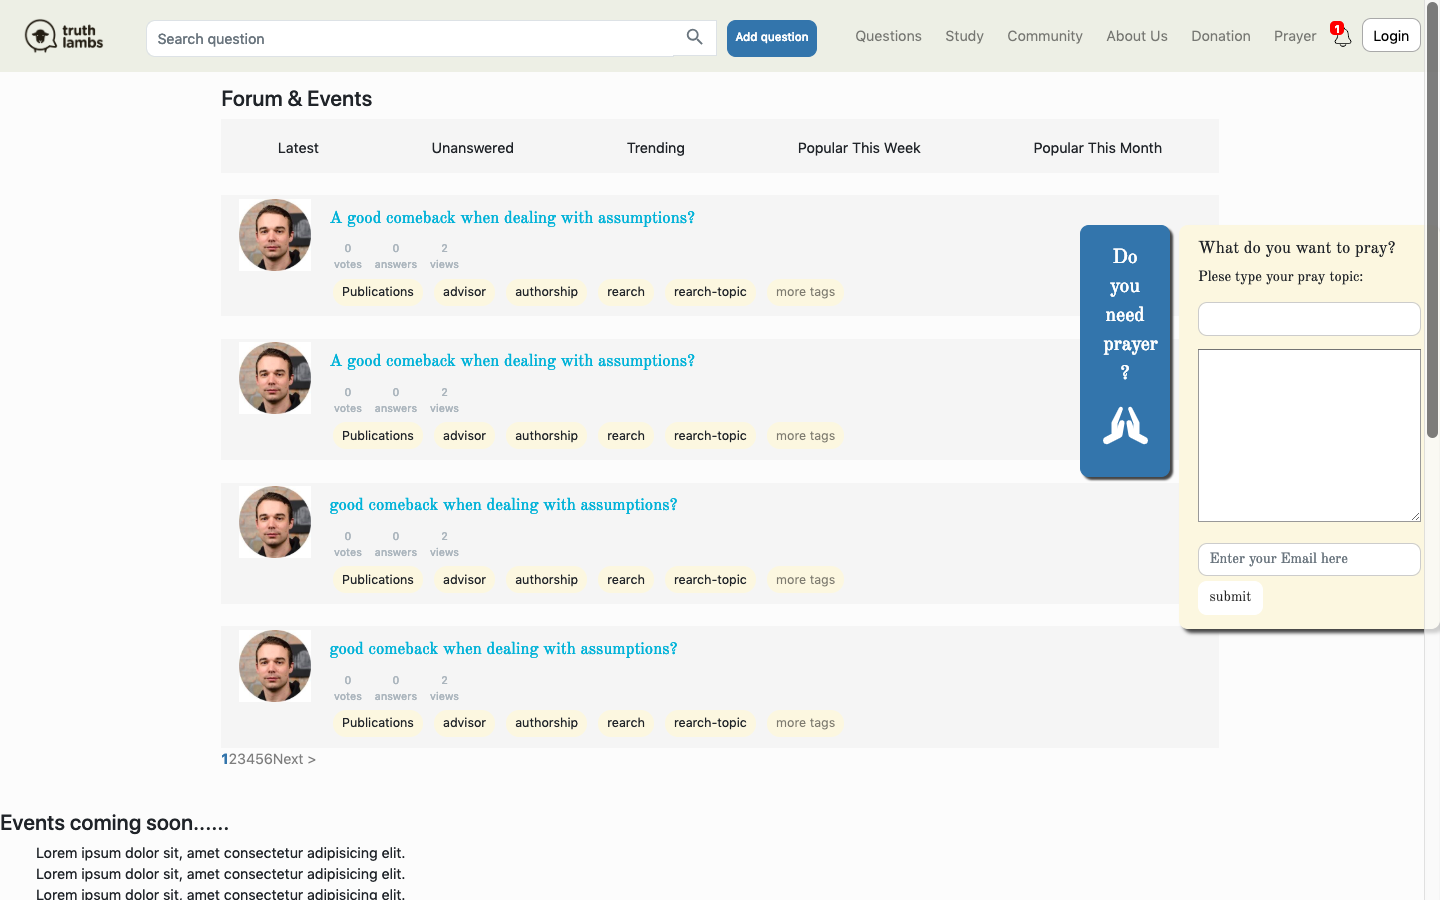 truth
lambs
Search question
Add question
Questions
Study
Community
About Us
Donation
Prayer
1
Login
Forum & Events
Latest
Unanswered
Trending
Popular This Week
Popular This Month
A good comeback when dealing with assumptions?
0 0 2
votes answers views
Publications advisor authorship rearch rearch-topic more tags
A good comeback when dealing with assumptions?
0 0 2
votes answers views
Publications advisor authorship rearch rearch-topic more tags
good comeback when dealing with assumptions?
0 0 2
votes answers views
Publications advisor authorship rearch rearch-topic more tags
good comeback when dealing with assumptions?
0 0 2
votes answers views
Publications advisor authorship rearch rearch-topic more tags
123456Next >
Do
you
need
prayer
?
What do you want to pray?
Plese type your pray topic:
Enter your Email here
submit
Events coming soon......
Lorem ipsum dolor sit, amet consectetur adipisicing elit.
Lorem ipsum dolor sit, amet consectetur adipisicing elit.
Lorem ipsum dolor sit, amet consectetur adipisicing elit.